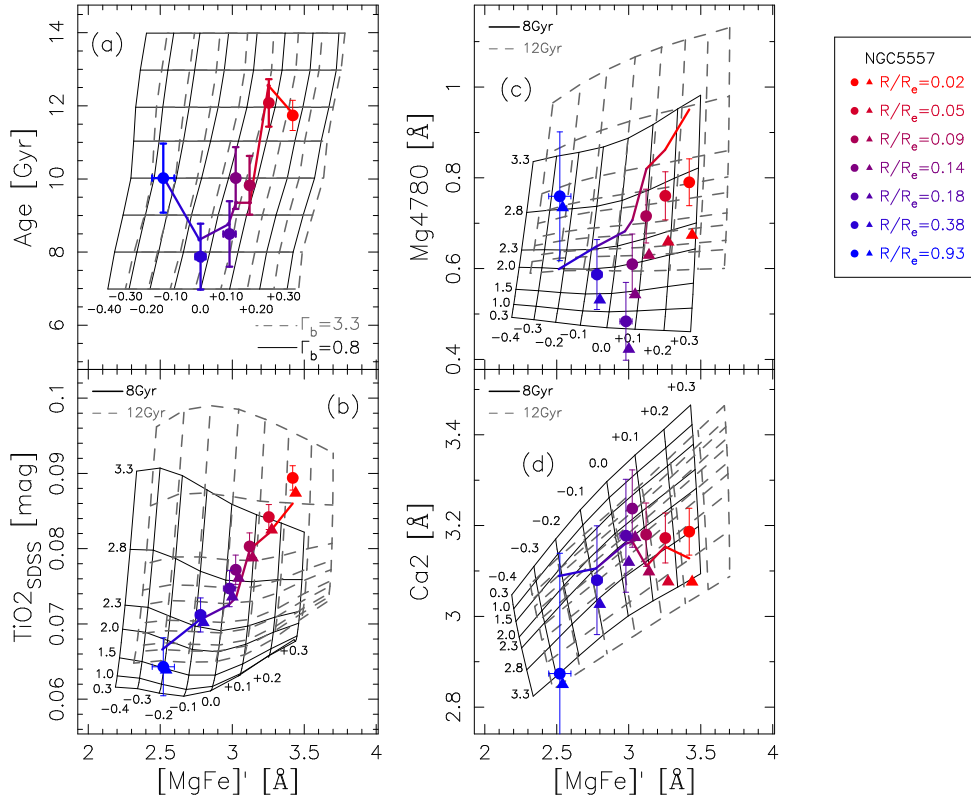 (a)
14
12
10
8
6
Age [Gyr]
−0.30 −0.10 +0.10 +0.30
−0.40 −0.20 0.0 +0.20
Γb=3.3
Γb=0.8
(b)
8Gyr
12Gyr
0.1
0.09
0.08
0.07
0.06
TiO2SDSS [mag]
3.3
2.8
2.3
2.0
1.5
1.0
0.3
−0.4 −0.2 −0.1 0.0 +0.1 +0.2 +0.3
2 2.5 3 3.5 4
[MgFe]' [Å]
(c)
8Gyr
12Gyr
1
0.8
0.6
0.4
Mg4780 [Å]
3.3
2.8
2.3
2.0
1.5
1.0
0.3
−0.4 −0.3 −0.2 −0.1 0.0 +0.1 +0.2 +0.3
(d)
8Gyr
12Gyr
3.4
3.2
3
2.8
Ca2 [Å]
−0.4 −0.3 −0.2 −0.1 0.0 +0.1 +0.2 +0.3
0.3
1.0
1.5
2.0
2.3
2.8
3.3
2 2.5 3 3.5 4
[MgFe]' [Å]
NGC5557
R/Re=0.02
R/Re=0.05
R/Re=0.09
R/Re=0.14
R/Re=0.18
R/Re=0.38
R/Re=0.93